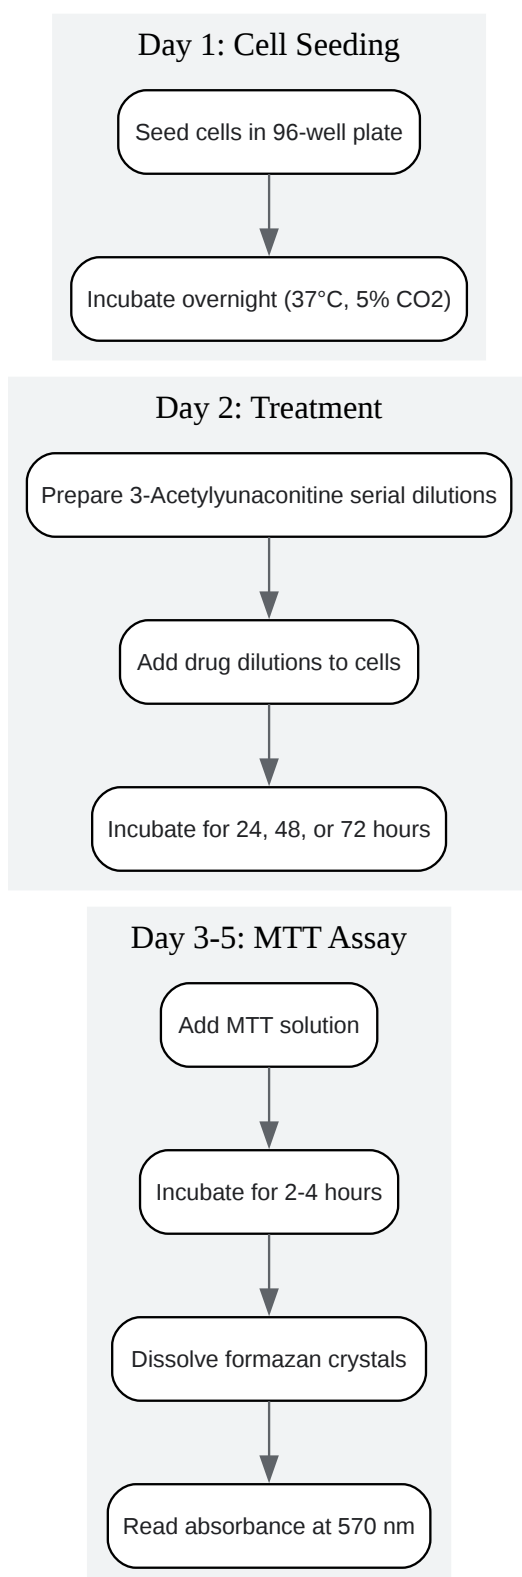 Day 1: Cell Seeding
Seed cells in 96-well plate
Incubate overnight (37°C, 5% CO2)
Day 2: Treatment
Prepare 3-Acetylyunaconitine serial dilutions
Add drug dilutions to cells
Incubate for 24, 48, or 72 hours
Day 3-5: MTT Assay
Add MTT solution
Incubate for 2-4 hours
Dissolve formazan crystals
Read absorbance at 570 nm